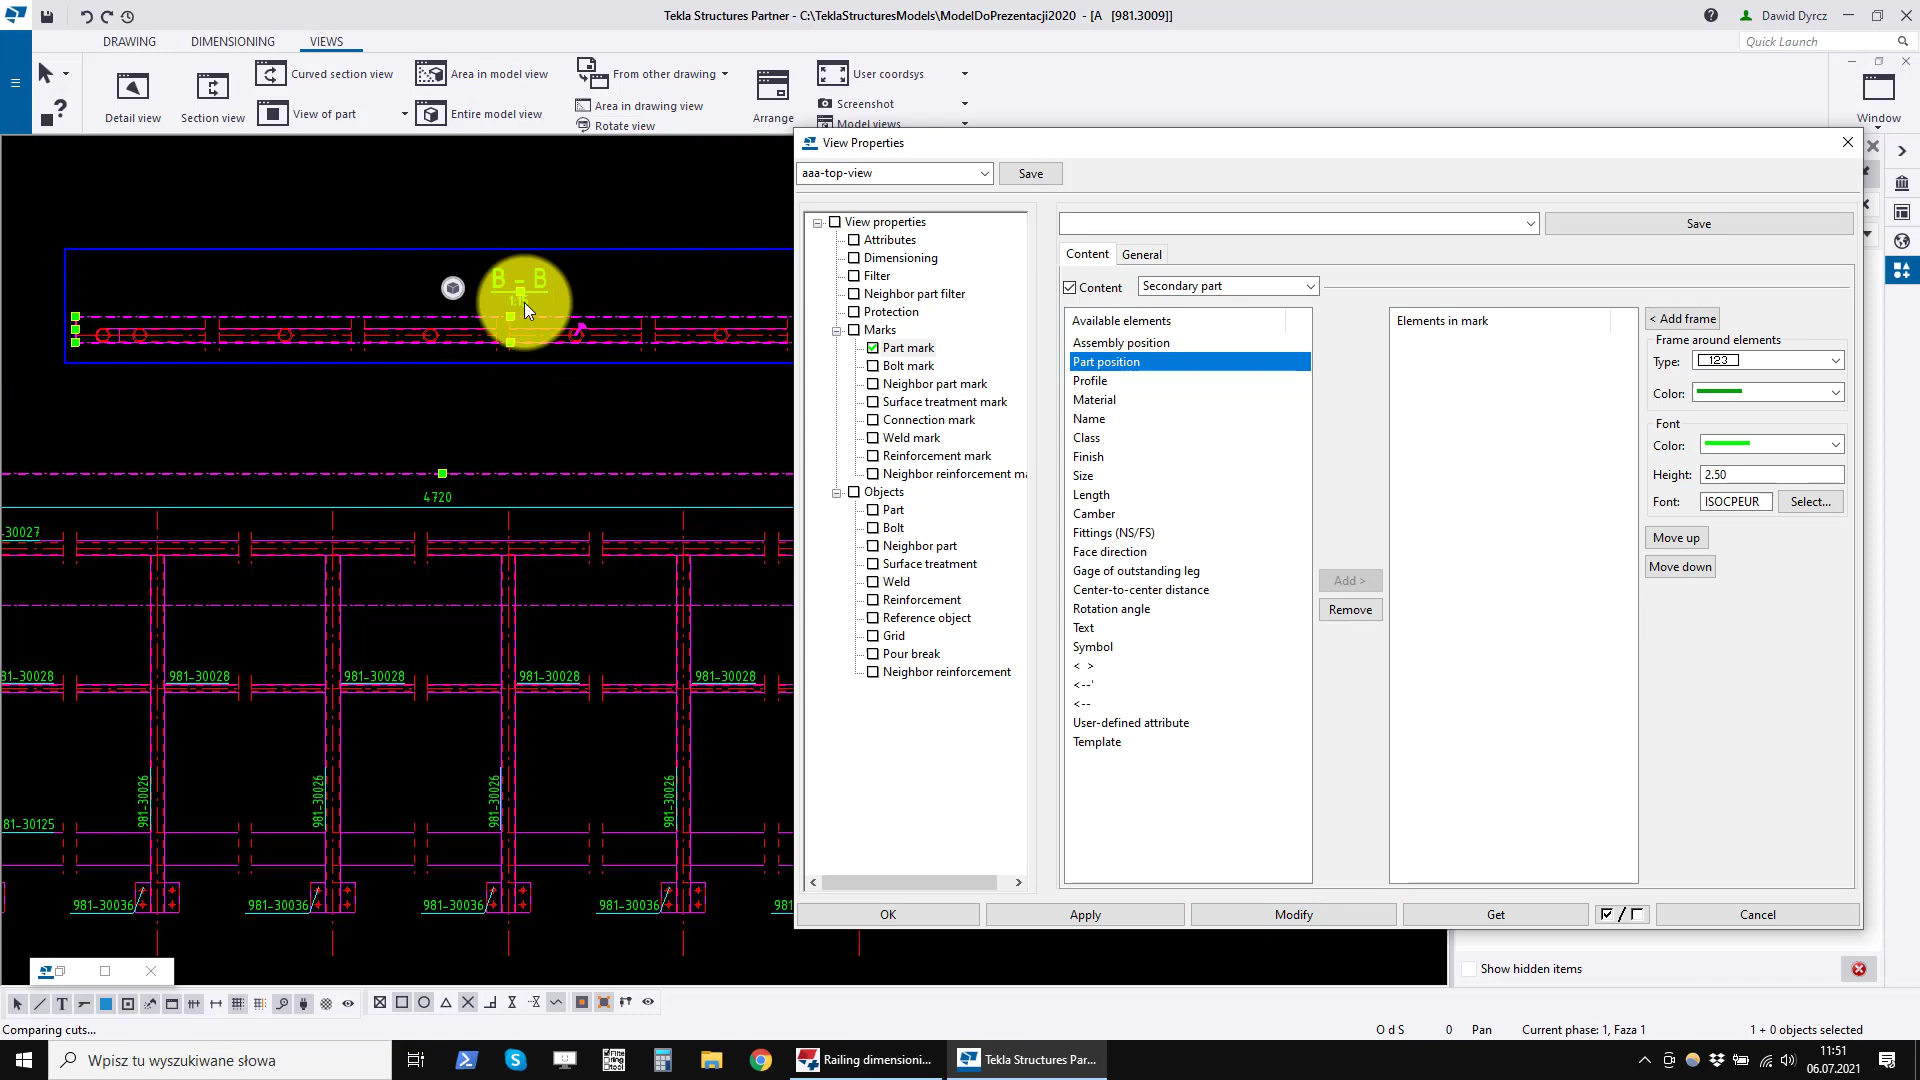 Tekla Structures Partner - C:\TeklaStructuresModels\ModelDoPrezentacji2020 - [A [981.3009]]
Dawid Dyrcz
DRAWING
DIMENSIONING
VIEWS
Quick Launch
Detail view
Section view
Curved section view
View of part
Area in model view
Entire model view
From other drawing
Area in drawing view
Rotate view
Arrange
User coordsys
Screenshot
Model views
Window
View Properties
aaa-top-view
Save
View properties
Attributes
Dimensioning
Filter
Neighbor part filter
Protection
Marks
Part mark
Bolt mark
Neighbor part mark
Surface treatment mark
Connection mark
Weld mark
Reinforcement mark
Neighbor reinforcement ma
Objects
Part
Bolt
Neighbor part
Surface treatment
Weld
Reinforcement
Reference object
Grid
Pour break
Neighbor reinforcement
Save
Content
General
Content
Secondary part
Available elements
Assembly position
Part position
Profile
Material
Name
Class
Finish
Size
Length
Camber
Fittings (NS/FS)
Face direction
Gage of outstanding leg
Center-to-center distance
Rotation angle
Text
Symbol
< >
<--'
<--
User-defined attribute
Template
Add >
Remove
Elements in mark
< Add frame
Frame around elements
Type:
123
Color:
Font
Color:
Height:
2.50
Font:
ISOCPEUR
Select...
Move up
Move down
OK
Apply
Modify
Get
Cancel
B - B
4720
-30027
81-30028
981-30028
981-30028
981-30028
981-30028
981-30026
981-30026
981-30026
981-30026
81-30125
981-30036
981-30036
981-30036
981-30036
981
Show hidden items
Comparing cuts...
O d S
0
Pan
Current phase: 1, Faza 1
1 + 0 objects selected
Wpisz tu wyszukiwane słowa
Railing dimensioni...
Tekla Structures Par...
11:51
06.07.2021